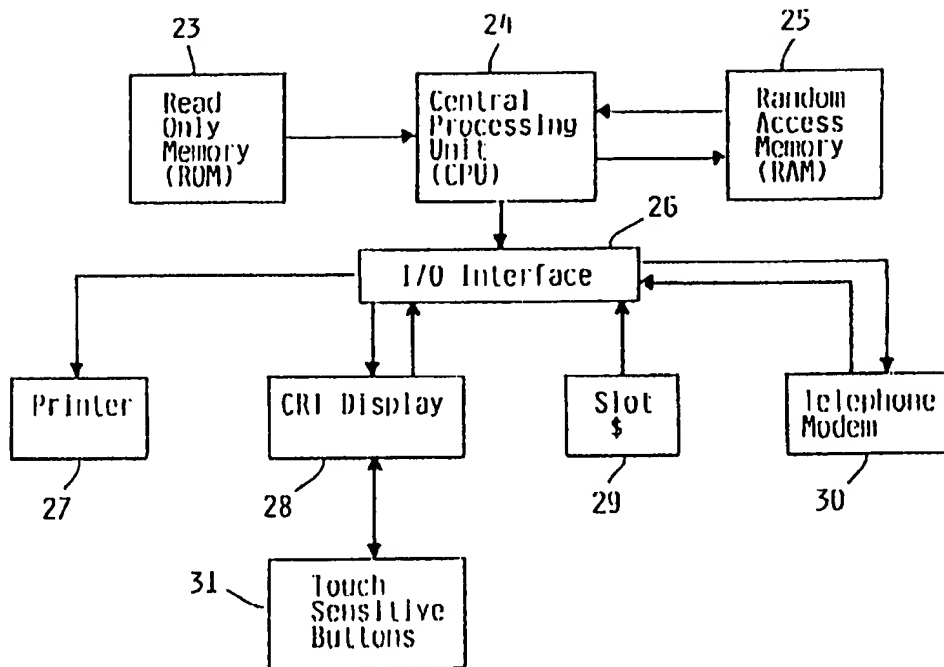 23
24
25
Read
Only
Memory
(ROM)
Central
Processing
Unit
(CPU)
Random
Access
Memory
(RAM)
26
I/O Interface
Printer
CRT Display
Slot
$
Telephone
Modem
27
28
29
30
31
Touch
Sensitive
Buttons